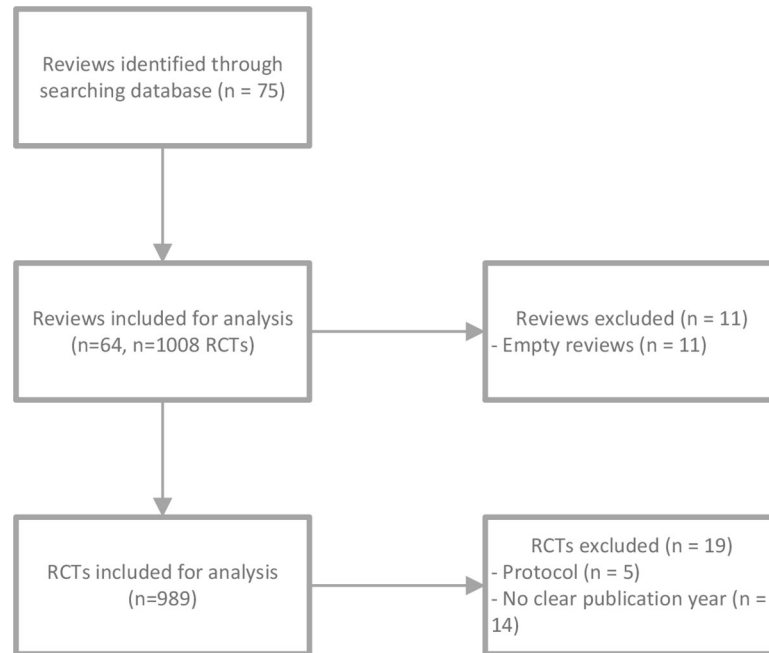 Reviews identified through
searching database (n = 75)
Reviews included for analysis
(n=64, n=1008 RCTs)
Reviews excluded (n = 11)
- Empty reviews (n = 11)
RCTs included for analysis
(n=989)
RCTs excluded (n = 19)
- Protocol (n = 5)
- No clear publication year (n =
14)